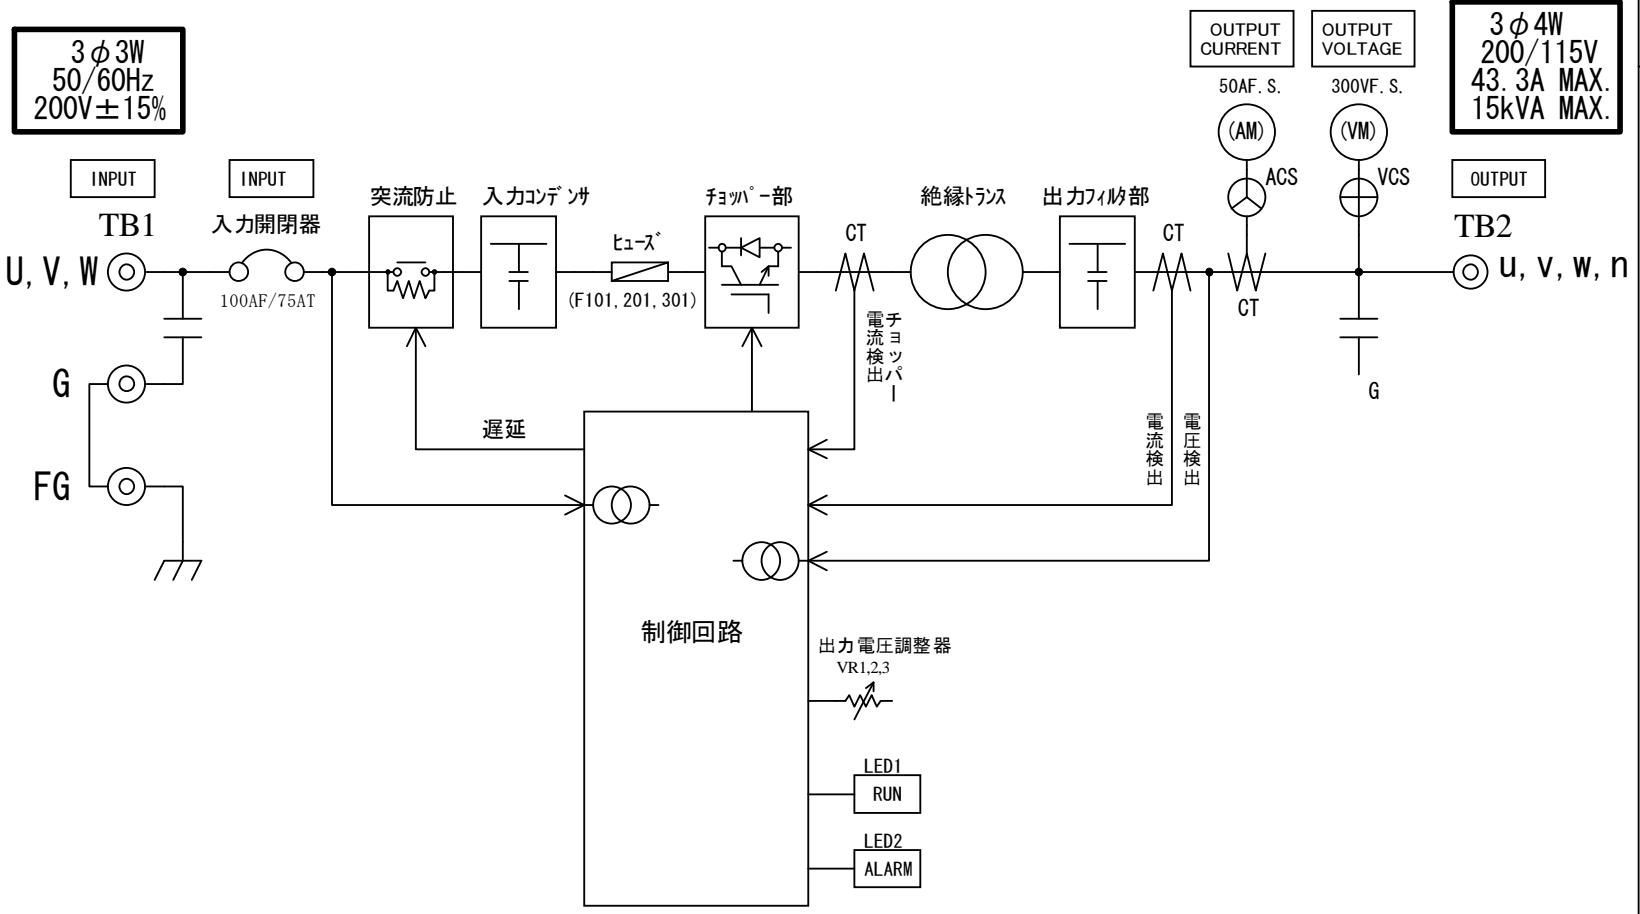 3φ3W
50/60Hz
200V±15%
OUTPUT
CURRENT
OUTPUT
VOLTAGE
3φ4W
200/115V
43.3A MAX.
15kVA MAX.
50AF.S.
300VF.S.
(AM)
(VM)
ACS
VCS
INPUT
INPUT
OUTPUT
TB1
入力開閉器
突流防止
入力コンデンサ
ヒューズ
チョッパー部
CT
絶縁トランス
出力フィルタ部
CT
TB2
U,V,W
100AF/75AT
(F101,201,301)
CT
u,v,w,n
チョッパー
電流検出
G
G
遅延
電流検出
電圧検出
FG
制御回路
出力電圧調整器
VR1,2,3
LED1
RUN
LED2
ALARM